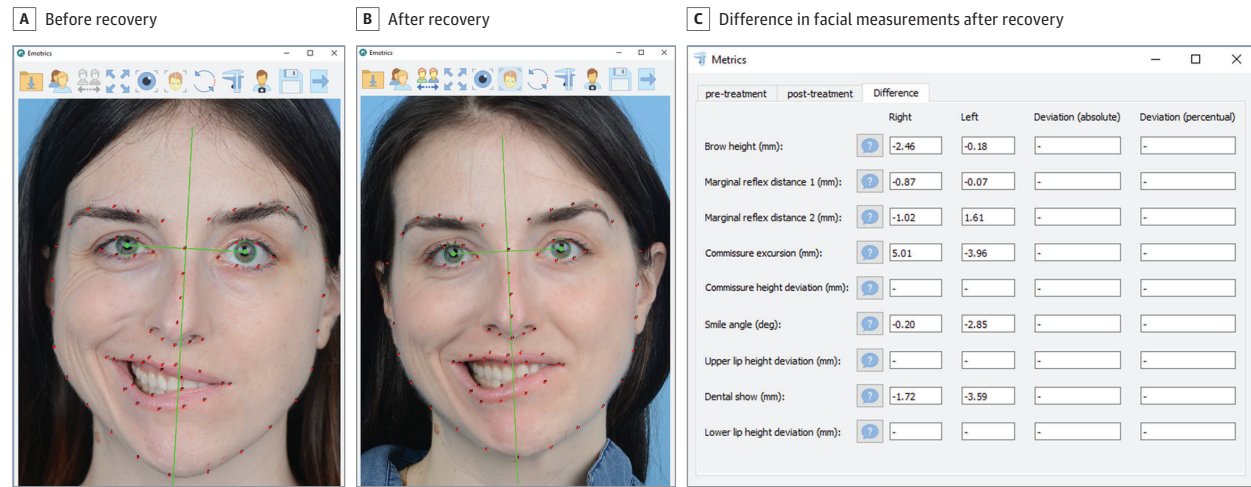 A Before recovery
B After recovery
C Difference in facial measurements after recovery
Emotrics
Emotrics
Metrics
pre-treatment post-treatment Difference
Right Left Deviation (absolute) Deviation (percentual)
Brow height (mm): ? -2.46 -0.18 - -
Marginal reflex distance 1 (mm): ? -0.87 -0.07 - -
Marginal reflex distance 2 (mm): ? -1.02 1.61 - -
Commissure excursion (mm): ? 5.01 -3.96 - -
Commissure height deviation (mm): ? - - - -
Smile angle (deg): ? -0.20 -2.85 - -
Upper lip height deviation (mm): ? - - - -
Dental show (mm): ? -1.72 -3.59 - -
Lower lip height deviation (mm): ? - - - -